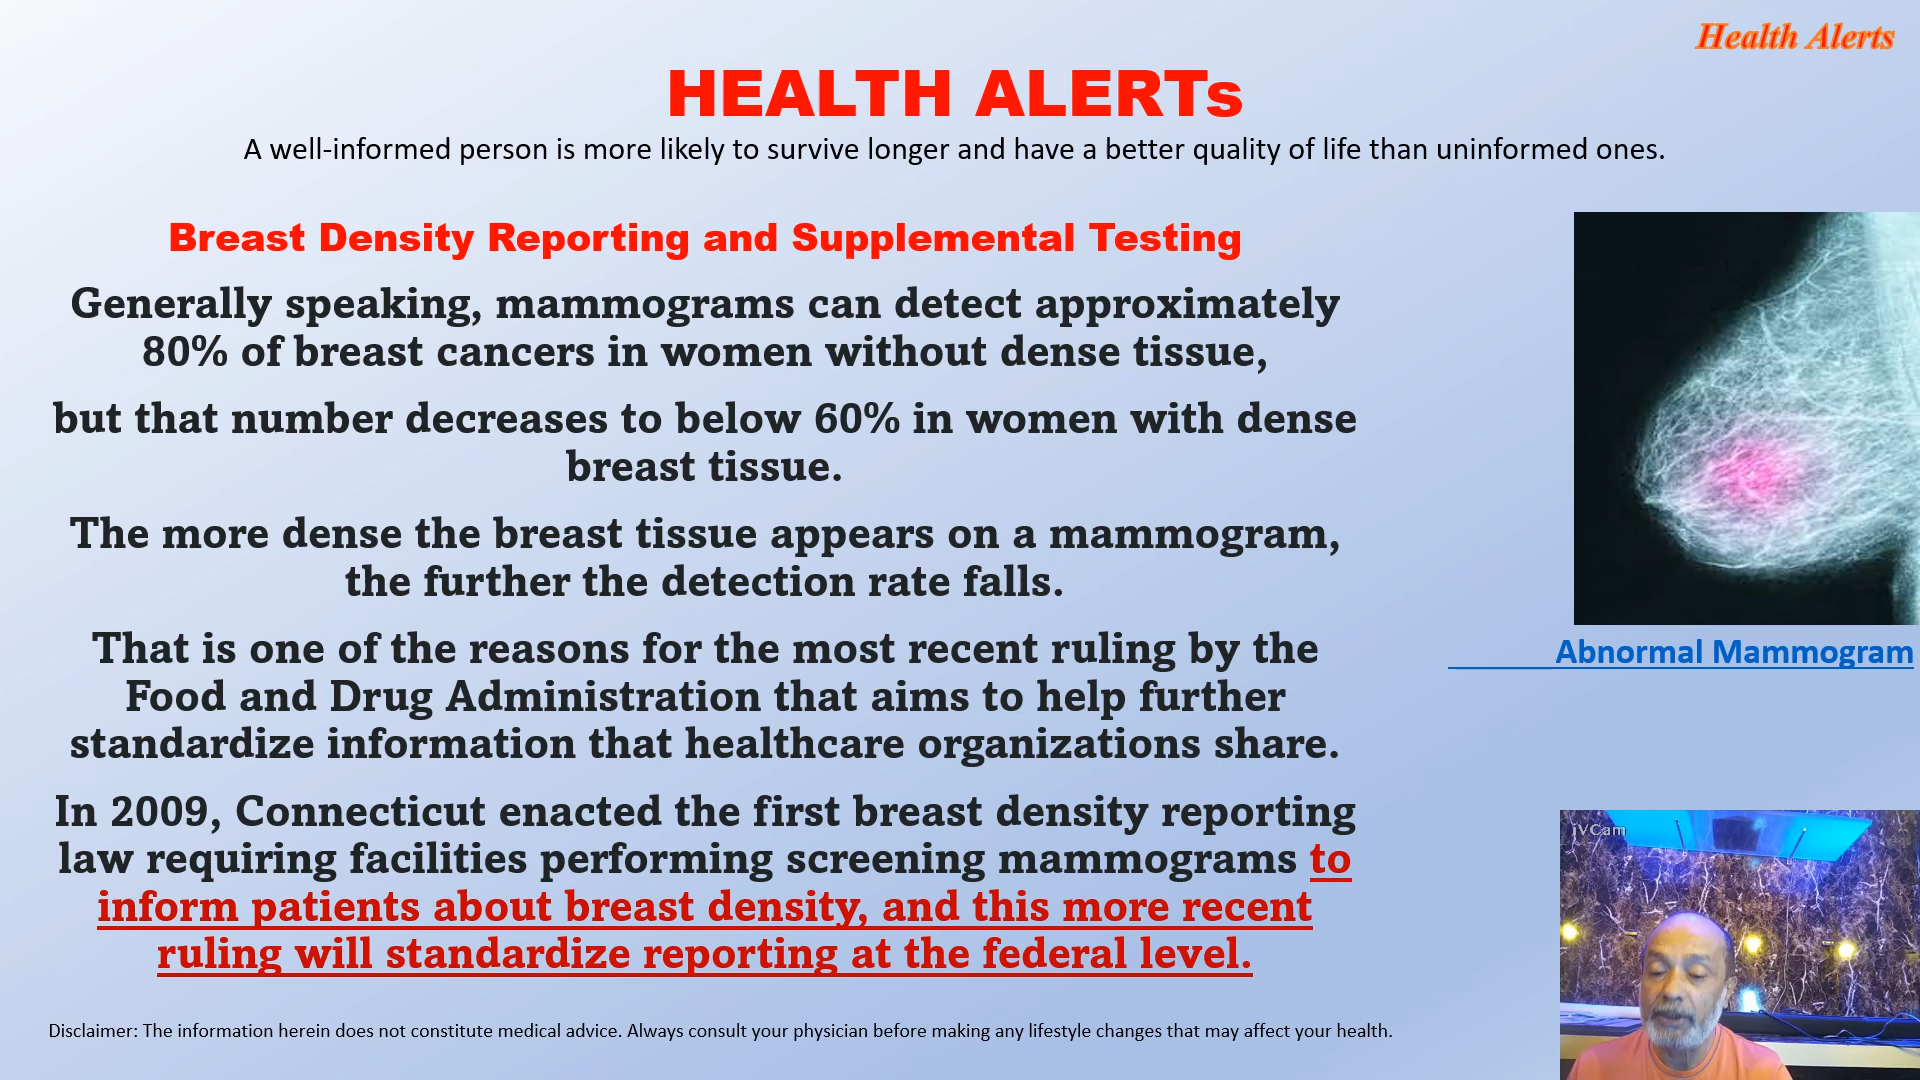 Health Alerts
HEALTH ALERTs
A well-informed person is more likely to survive longer and have a better quality of life than uninformed ones.
Breast Density Reporting and Supplemental Testing
Generally speaking, mammograms can detect approximately
80% of breast cancers in women without dense tissue,
but that number decreases to below 60% in women with dense
breast tissue.
The more dense the breast tissue appears on a mammogram,
the further the detection rate falls.
That is one of the reasons for the most recent ruling by the
Food and Drug Administration that aims to help further
standardize information that healthcare organizations share.
In 2009, Connecticut enacted the first breast density reporting
law requiring facilities performing screening mammograms to
inform patients about breast density, and this more recent
ruling will standardize reporting at the federal level.
Abnormal Mammogram
iVCam
Disclaimer: The information herein does not constitute medical advice. Always consult your physician before making any lifestyle changes that may affect your health.